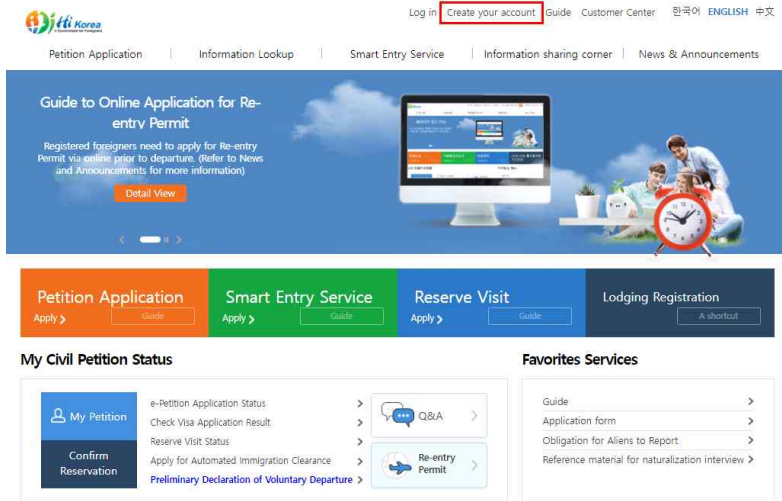 Log in Create your account Guide Customer Center 한국어 ENGLISH 中文
Hi Korea
Petition Application Information Lookup Smart Entry Service Information sharing corner News & Announcements
Guide to Online Application for Re-
entry Permit
Registered foreigners need to apply for Re-entry
Permit via online prior to departure. (Refer to News
and Announcements for more information)
Detail View
Petition Application
Apply
Guide
Smart Entry Service
Apply
Guide
Reserve Visit
Apply
Guide
Lodging Registration
A shortcut
My Civil Petition Status
My Petition
Confirm
Reservation
e-Petition Application Status
Check Visa Application Result
Reserve Visit Status
Apply for Automated Immigration Clearance
Preliminary Declaration of Voluntary Departure
Q&A
Re-entry
Permit
Favorites Services
Guide
Application form
Obligation for Aliens to Report
Reference material for naturalization interview